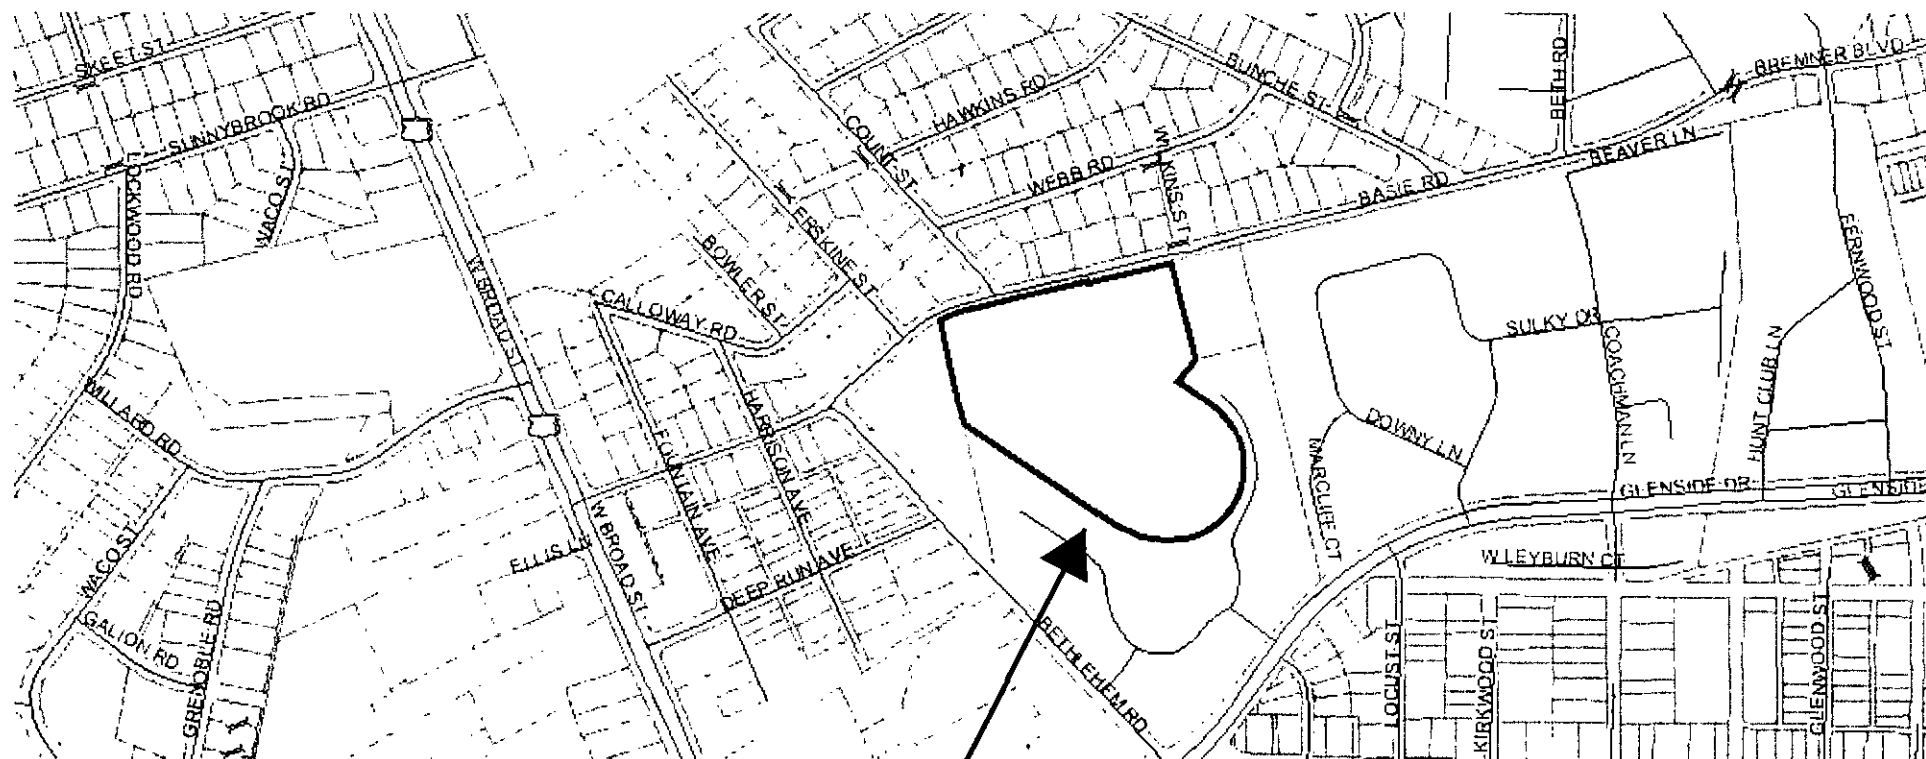 SKEET ST
SUNNYBROOK RD
LOCKWOOD RD
WACO ST
W BROAD ST
COUNT ST
HAWKINS RD
WEBB RD
WILKINS ST
BUNCHE ST
BETH RD
BREMNER BLVD
BEAVER LN
BASIE RD
ERSKINE ST
BOWLER ST
CALLOWAY RD
FERNWOOD ST
SULKY DR
COACHMAN LN
HUNT CLUB LN
DOWNY LN
MARCLIFF CT
GLENSIDE DR
GLENSIDE
WILLARD RD
FOUNTAIN AVE
HARRISON AVE
W BROAD ST
ELLIS LN
DEEP RUN AVE
WACO ST
GALION RD
GRENOBLE RD
BETHLEHEM RD
W LEYBURN CT
LOCUST ST
KIRKWOOD ST
GLENWOOD ST